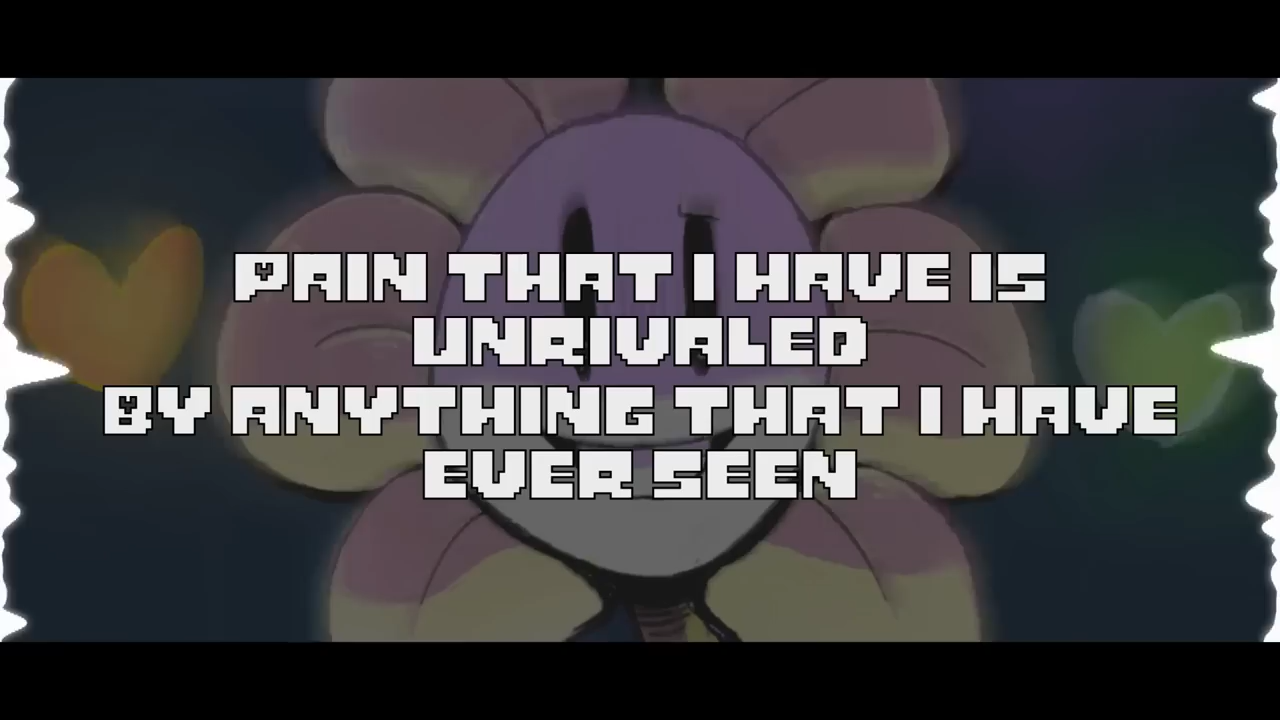 PAIN THAT I HAVE IS
UNRIVALED
BY ANYTHING THAT I HAVE
EVER SEEN